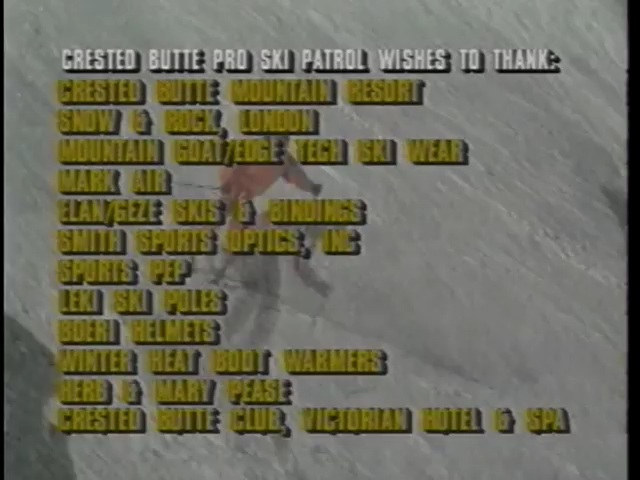 CRESTED BUTTE PRO SKI PATROL WISHES TO THANK:
CRESTED BUTTE MOUNTAIN RESORT
SNOW & ROCK, LONDON
MOUNTAIN GOAT/EDGE TECH SKI WEAR
MARK AIR
ELAN/GEZE SKIS & BINDINGS
SMITH SPORTS OPTICS, INC
SPORTS PEP
LEKI SKI POLES
BOERI HELMETS
WINTER HEAT BOOT WARMERS
HERB & MARY PEASE
CRESTED BUTTE CLUB, VICTORIAN HOTEL & SPA